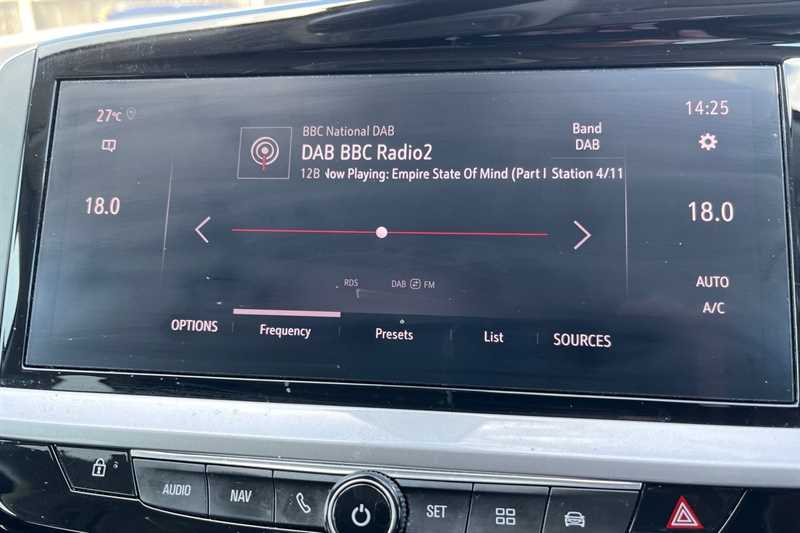 27°C
14:25
BBC National DAB
Band
DAB BBC Radio2
DAB
12B Now Playing: Empire State Of Mind (Part I Station 4/11
18.0
18.0
RDS DAB FM
AUTO
A/C
OPTIONS Frequency Presets List SOURCES
AUDIO NAV SET